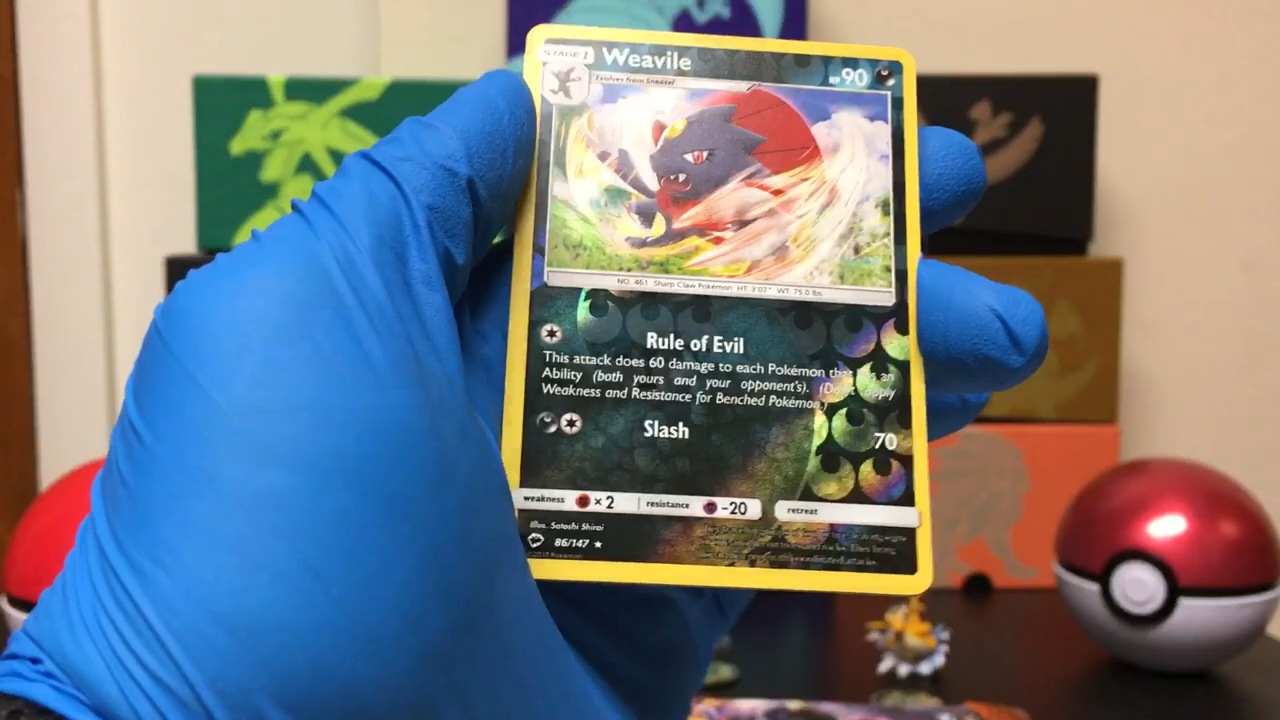 STAGE 1
Weavile
HP 90
Evolves from Sneasel
NO. 461 Sharp Claw Pokémon HT: 3'07" WT: 75.0 lbs.
Rule of Evil
This attack does 60 damage to each Pokémon that has an
Ability (both yours and your opponent's). (Don't apply
Weakness and Resistance for Benched Pokémon.)
Slash
70
weakness ×2 resistance -20 retreat
Illus. Satoshi Shirai
86/147 ★
©2017 Pokémon